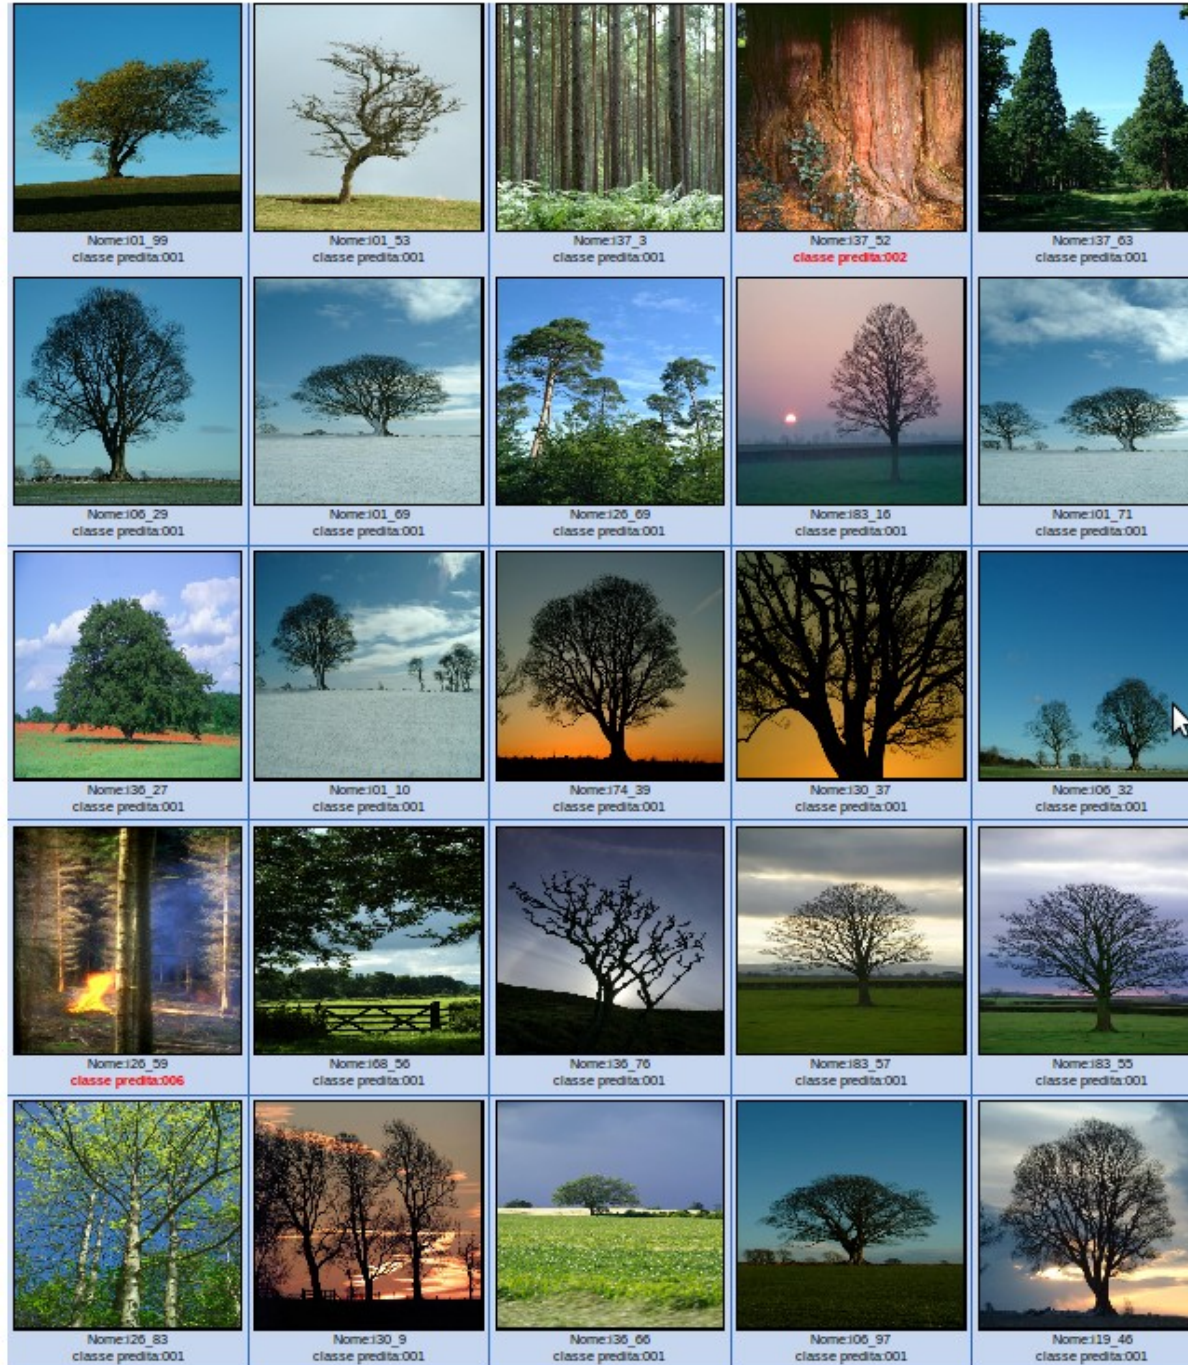 Nome:i01_99
classe predita:001
Nome:i01_53
classe predita:001
Nome:i37_3
classe predita:001
Nome:i37_52
classe predita:002
Nome:i37_63
classe predita:001
Nome:i06_29
classe predita:001
Nome:i01_69
classe predita:001
Nome:i26_69
classe predita:001
Nome:i83_16
classe predita:001
Nome:i01_71
classe predita:001
Nome:i36_27
classe predita:001
Nome:i01_10
classe predita:001
Nome:i74_39
classe predita:001
Nome:i30_37
classe predita:001
Nome:i06_32
classe predita:001
Nome:i26_59
classe predita:006
Nome:i68_56
classe predita:001
Nome:i36_76
classe predita:001
Nome:i83_57
classe predita:001
Nome:i83_55
classe predita:001
Nome:i26_83
classe predita:001
Nome:i30_9
classe predita:001
Nome:i36_66
classe predita:001
Nome:i06_97
classe predita:001
Nome:i19_46
classe predita:001